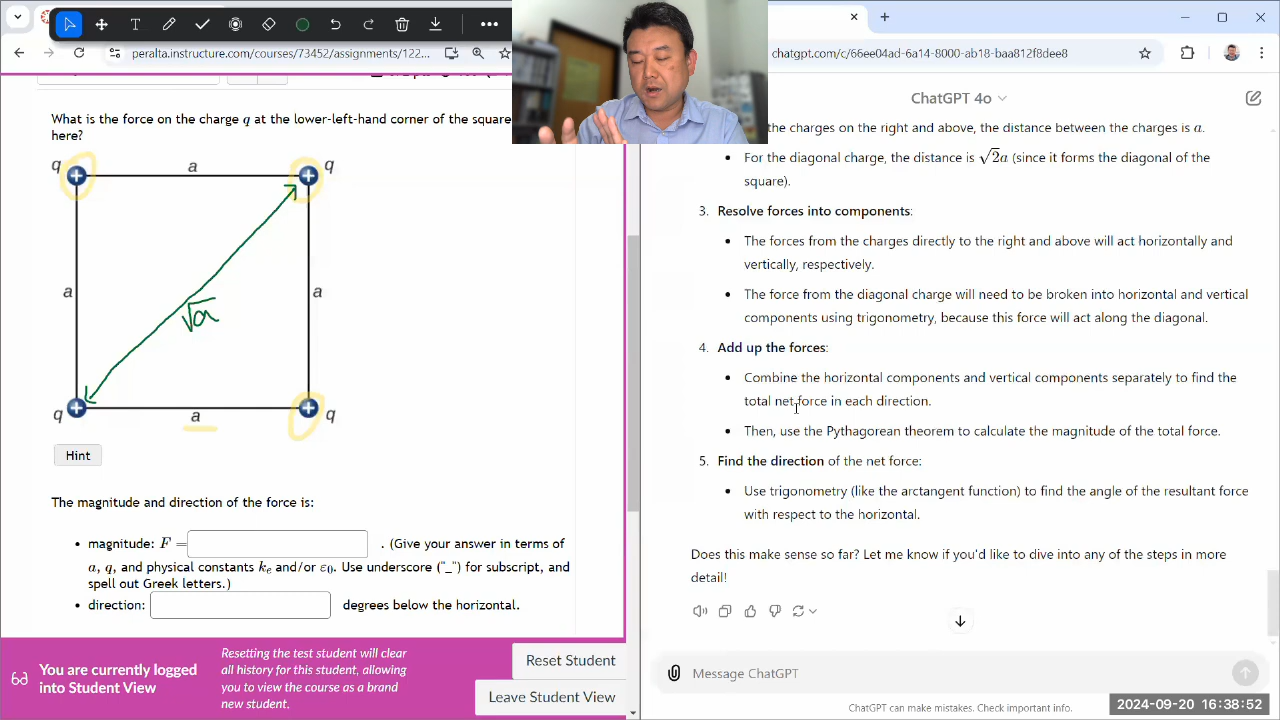 peralta.instructure.com/courses/73452/assignments/122...
chatgpt.com/c/66ee04ad-6a14-8000-ab18-baa812f8dee8
ChatGPT 4o
What is the force on the charge q at the lower-left-hand corner of the square
here?
q
a
q
a
a
√a
q
a
q
Hint
The magnitude and direction of the force is:
• magnitude: F = . (Give your answer in terms of
a, q, and physical constants kₑ and/or ε₀. Use underscore ("_") for subscript, and
spell out Greek letters.)
• direction: degrees below the horizontal.
You are currently logged
into Student View
Resetting the test student will clear
all history for this student, allowing
you to view the course as a brand
new student.
Reset Student
Leave Student View
the charges on the right and above, the distance between the charges is a.
• For the diagonal charge, the distance is √2a (since it forms the diagonal of the
square).
3. Resolve forces into components:
• The forces from the charges directly to the right and above will act horizontally and
vertically, respectively.
• The force from the diagonal charge will need to be broken into horizontal and vertical
components using trigonometry, because this force will act along the diagonal.
4. Add up the forces:
• Combine the horizontal components and vertical components separately to find the
total net force in each direction.
• Then, use the Pythagorean theorem to calculate the magnitude of the total force.
5. Find the direction of the net force:
• Use trigonometry (like the arctangent function) to find the angle of the resultant force
with respect to the horizontal.
Does this make sense so far? Let me know if you'd like to dive into any of the steps in more
detail!
Message ChatGPT
ChatGPT can make mistakes. Check important info.
2024-09-20 16:38:52